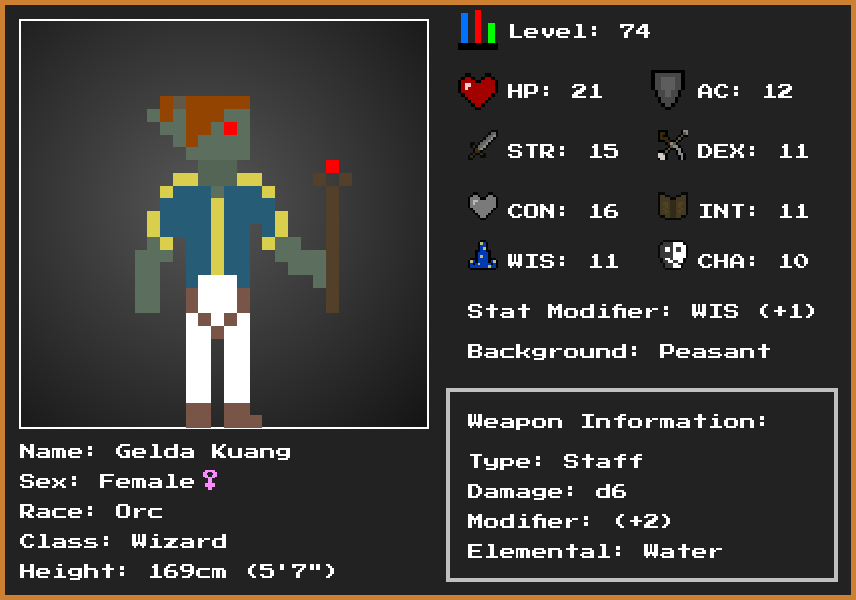 Level: 74
HP: 21
AC: 12
STR: 15
DEX: 11
CON: 16
INT: 11
WIS: 11
CHA: 10
Stat Modifier: WIS (+1)
Background: Peasant
Weapon Information:
Type: Staff
Damage: d6
Modifier: (+2)
Elemental: Water
Name: Gelda Kuang
Sex: Female♀
Race: Orc
Class: Wizard
Height: 169cm (5'7")